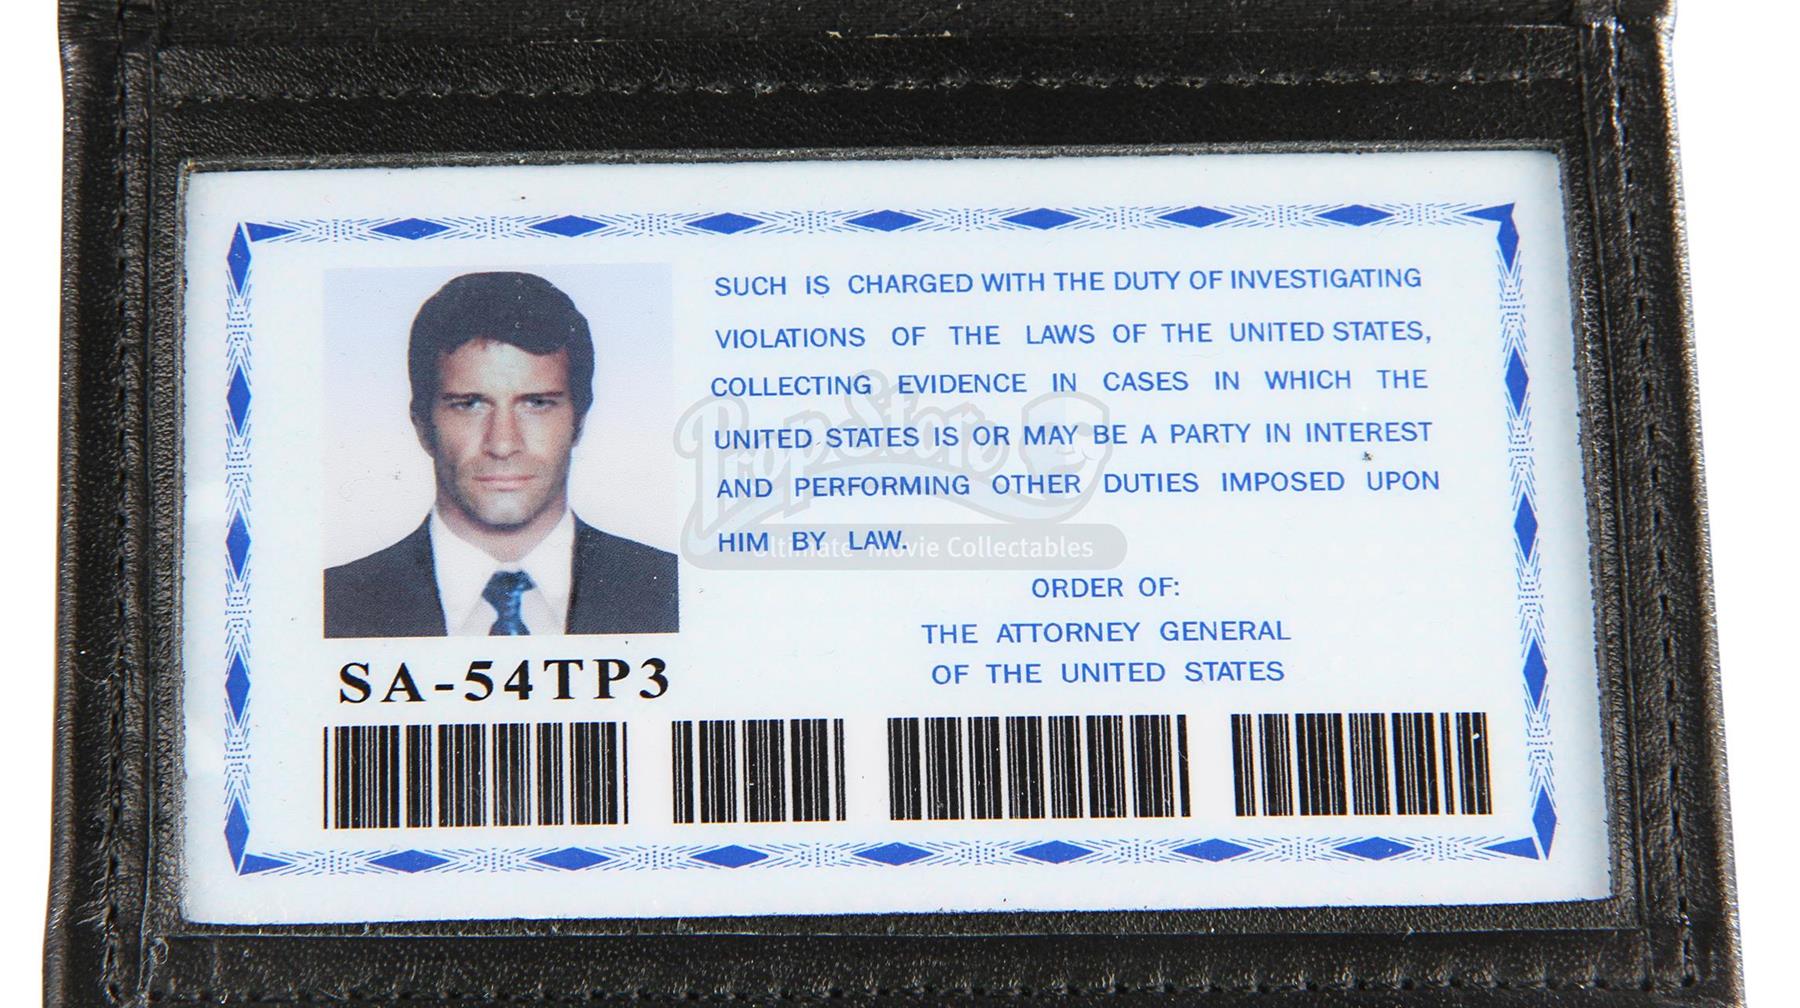 SUCH IS CHARGED WITH THE DUTY OF INVESTIGATING
VIOLATIONS OF THE LAWS OF THE UNITED STATES,
COLLECTING EVIDENCE IN CASES IN WHICH THE
UNITED STATES IS OR MAY BE A PARTY IN INTEREST
AND PERFORMING OTHER DUTIES IMPOSED UPON
HIM BY LAW.
ORDER OF:
THE ATTORNEY GENERAL
OF THE UNITED STATES
SA-54TP3
PropStore
Ultimate Movie Collectables